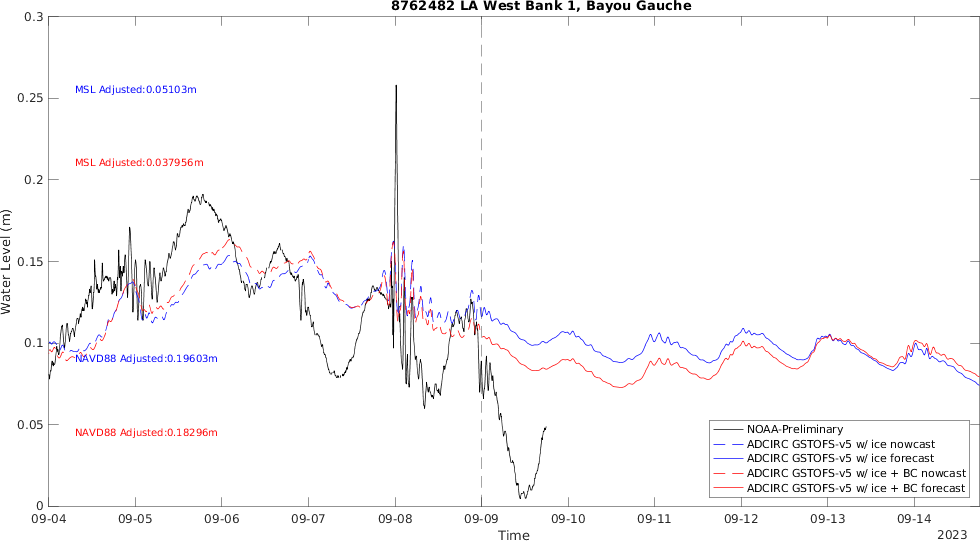 8762482 LA West Bank 1, Bayou Gauche
0.3
0.25
0.2
0.15
0.1
0.05
0
Water Level (m)
MSL Adjusted:0.05103m
MSL Adjusted:0.037956m
NAVD88 Adjusted:0.19603m
NAVD88 Adjusted:0.18296m
NOAA-Preliminary
ADCIRC GSTOFS-v5 w/ ice nowcast
ADCIRC GSTOFS-v5 w/ ice forecast
ADCIRC GSTOFS-v5 w/ ice + BC nowcast
ADCIRC GSTOFS-v5 w/ ice + BC forecast
09-04 09-05 09-06 09-07 09-08 09-09 09-10 09-11 09-12 09-13 09-14
Time
2023